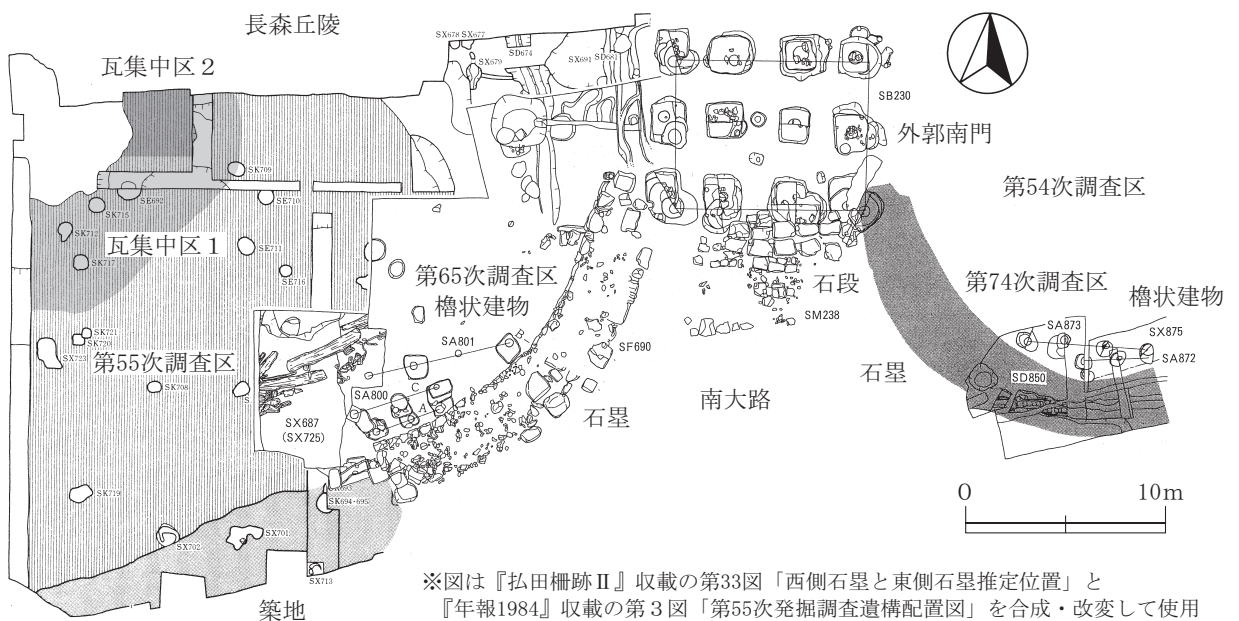 長森丘陵
瓦集中区2
SX678 SX677
SD674
SX679
SX691
SD681
SB230
外郭南門
第54次調査区
SK709
SE692
SE710
SK715
SK712
瓦集中区1
SE711
SK717
SE716
第65次調査区
櫓状建物
石段
SM238
第74次調査区
櫓状建物
SA873
SX875
SA872
SK721
SK720
SX723
第55次調査区
SA801
SF690
石塁
SD850
SK708
SA800
C
B
A
南大路
SX687
(SX725)
石塁
SK719
SK694・695
SX701
SX702
SX713
築地
0 10m
※図は『払田柵跡Ⅱ』収載の第33図「西側石塁と東側石塁推定位置」と
『年報1984』収載の第3図「第55次発掘調査遺構配置図」を合成・改変して使用